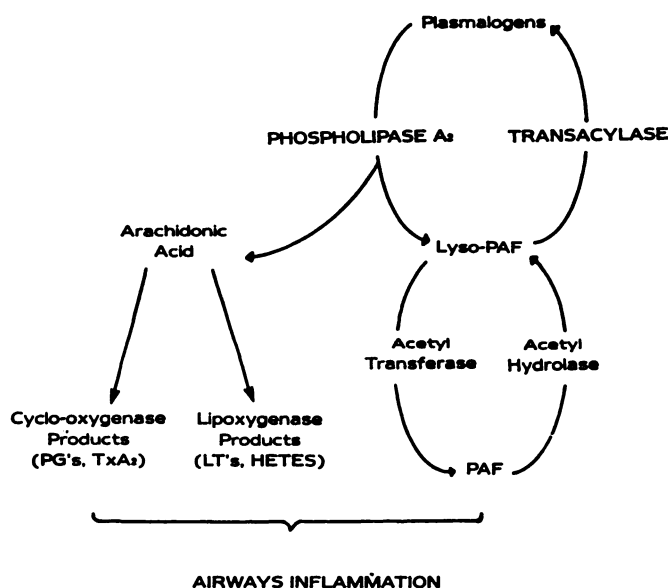 Plasmalogens
PHOSPHOLIPASE A₂ TRANSACYLASE
Arachidonic
Acid
Lyso-PAF
Acetyl
Transferase
Acetyl
Hydrolase
Cyclo-oxygenase
Products
(PG's, TxA₂)
Lipoxygenase
Products
(LT's, HETES)
PAF
AIRWAYS INFLAMMATION